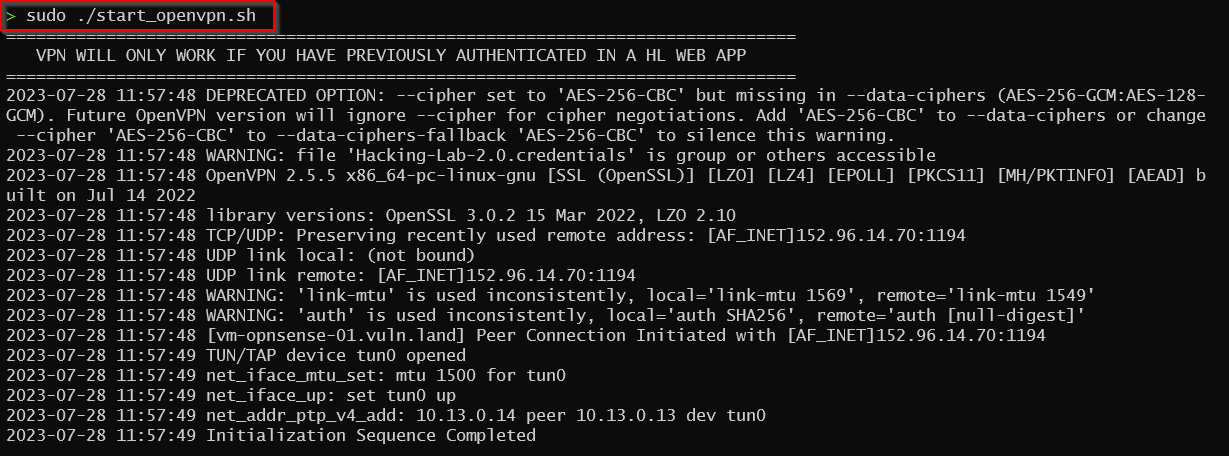 > sudo ./start_openvpn.sh
===============================================================================
   VPN WILL ONLY WORK IF YOU HAVE PREVIOUSLY AUTHENTICATED IN A HL WEB APP
===============================================================================
2023-07-28 11:57:48 DEPRECATED OPTION: --cipher set to 'AES-256-CBC' but missing in --data-ciphers (AES-256-GCM:AES-128-
GCM). Future OpenVPN version will ignore --cipher for cipher negotiations. Add 'AES-256-CBC' to --data-ciphers or change
 --cipher 'AES-256-CBC' to --data-ciphers-fallback 'AES-256-CBC' to silence this warning.
2023-07-28 11:57:48 WARNING: file 'Hacking-Lab-2.0.credentials' is group or others accessible
2023-07-28 11:57:48 OpenVPN 2.5.5 x86_64-pc-linux-gnu [SSL (OpenSSL)] [LZO] [LZ4] [EPOLL] [PKCS11] [MH/PKTINFO] [AEAD] b
uilt on Jul 14 2022
2023-07-28 11:57:48 library versions: OpenSSL 3.0.2 15 Mar 2022, LZO 2.10
2023-07-28 11:57:48 TCP/UDP: Preserving recently used remote address: [AF_INET]152.96.14.70:1194
2023-07-28 11:57:48 UDP link local: (not bound)
2023-07-28 11:57:48 UDP link remote: [AF_INET]152.96.14.70:1194
2023-07-28 11:57:48 WARNING: 'link-mtu' is used inconsistently, local='link-mtu 1569', remote='link-mtu 1549'
2023-07-28 11:57:48 WARNING: 'auth' is used inconsistently, local='auth SHA256', remote='auth [null-digest]'
2023-07-28 11:57:48 [vm-opnsense-01.vuln.land] Peer Connection Initiated with [AF_INET]152.96.14.70:1194
2023-07-28 11:57:49 TUN/TAP device tun0 opened
2023-07-28 11:57:49 net_iface_mtu_set: mtu 1500 for tun0
2023-07-28 11:57:49 net_iface_up: set tun0 up
2023-07-28 11:57:49 net_addr_ptp_v4_add: 10.13.0.14 peer 10.13.0.13 dev tun0
2023-07-28 11:57:49 Initialization Sequence Completed